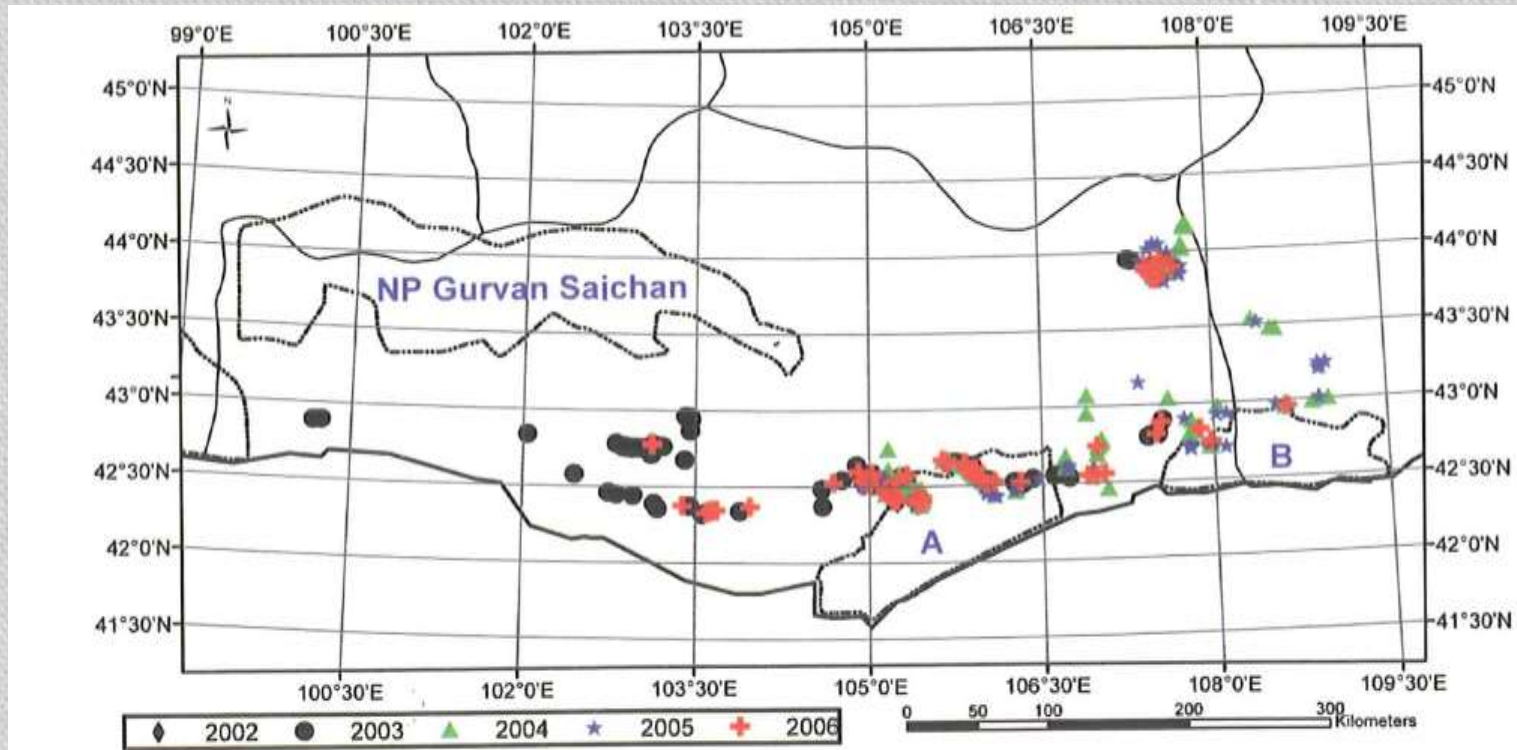 99°0'E 100°30'E 102°0'E 103°30'E 105°0'E 106°30'E 108°0'E 109°30'E
N
45°0'N 45°0'N
44°30'N 44°30'N
44°0'N 44°0'N
NP Gurvan Saichan
43°30'N 43°30'N
43°0'N 43°0'N
42°30'N 42°30'N
B
A
42°0'N 42°0'N
41°30'N 41°30'N
100°30'E 102°0'E 103°30'E 105°0'E 106°30'E 108°0'E 109°30'E
2002 2003 2004 2005 2006
0 50 100 200 300 Kilometers